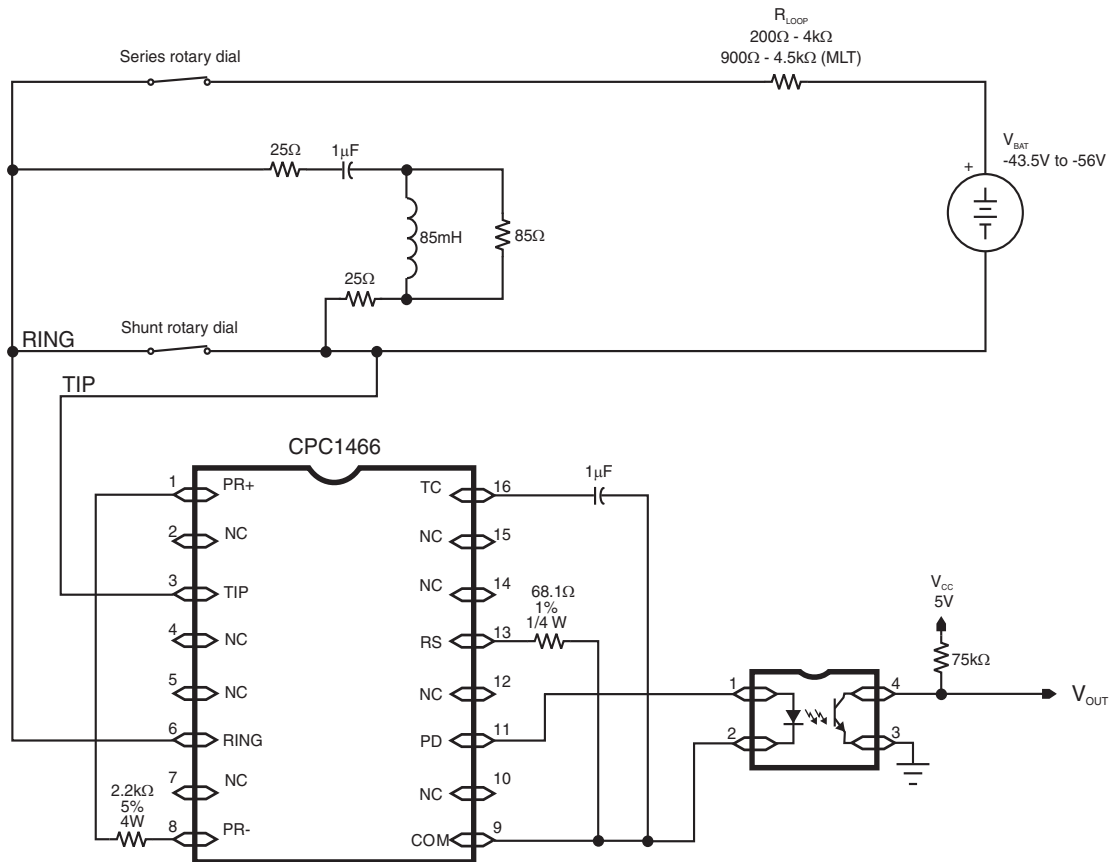 R_LOOP
200Ω - 4kΩ
900Ω - 4.5kΩ (MLT)
Series rotary dial
25Ω
1μF
V_BAT
-43.5V to -56V
+
85mH
85Ω
25Ω
RING
Shunt rotary dial
TIP
CPC1466
1
PR+
2
NC
3
TIP
4
NC
5
NC
6
RING
7
NC
8
PR-
2.2kΩ
5%
4W
TC
16
NC
15
NC
14
RS
13
NC
12
PD
11
NC
10
COM
9
1μF
68.1Ω
1%
1/4 W
V_CC
5V
75kΩ
1
2
4
3
V_OUT